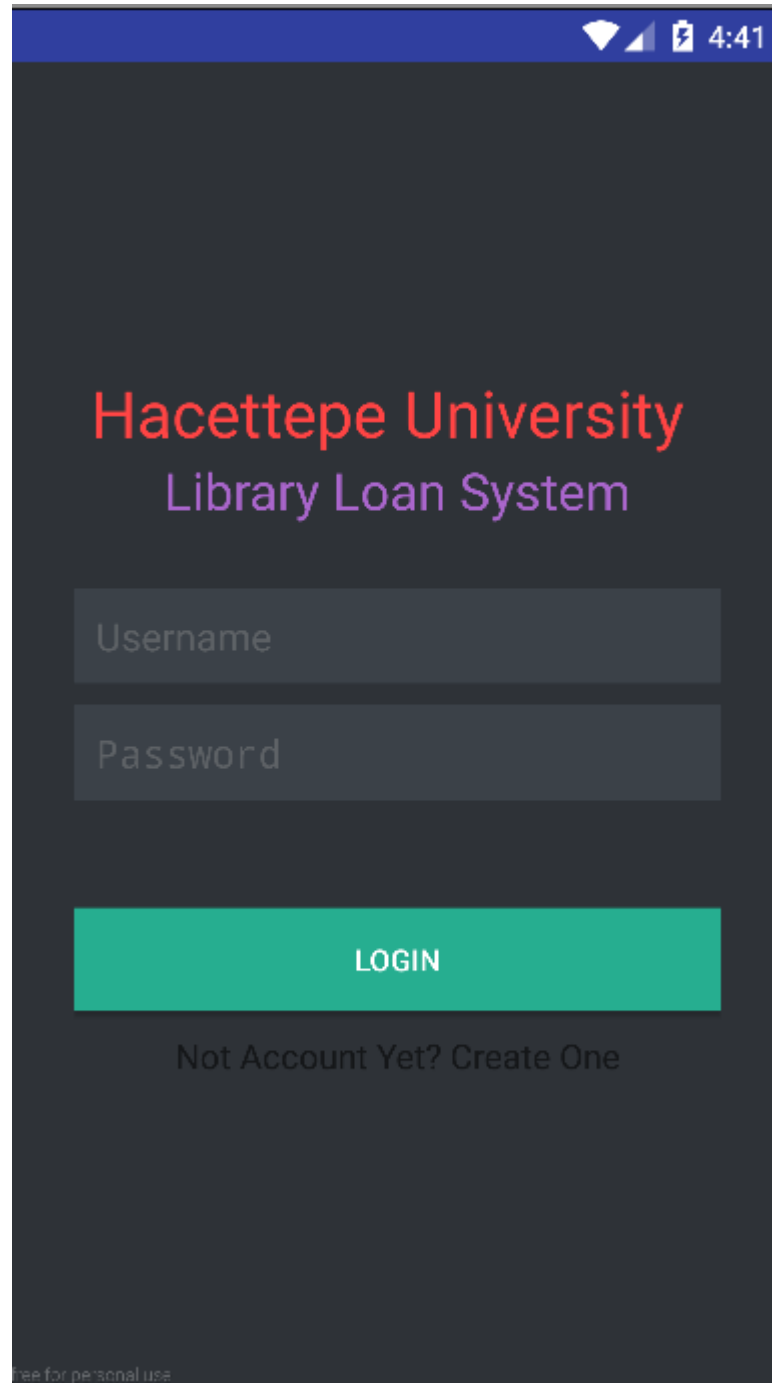 4:41
Hacettepe University
Library Loan System
Username
Password
LOGIN
Not Account Yet? Create One
free for personal use